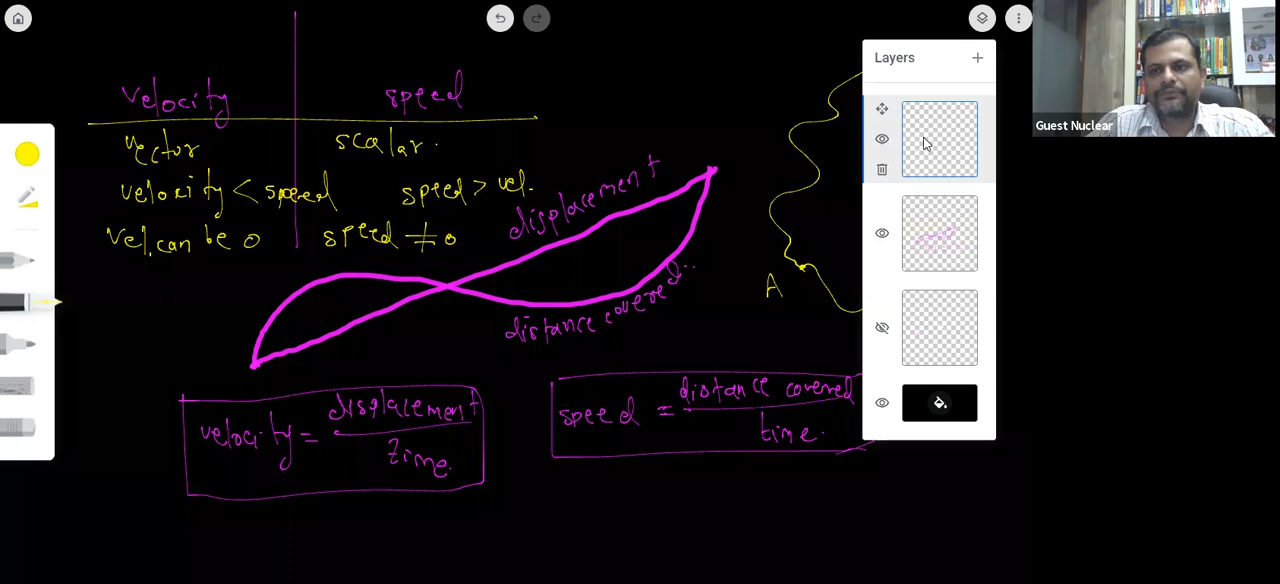 velocity speed
vector scalar.
velocity < speed speed > vel.
vel.can be 0 speed ≠ 0
displacement
distance covered..
A
velocity = displacement
Time.
speed = distance covered
time.
Layers
Guest Nuclear